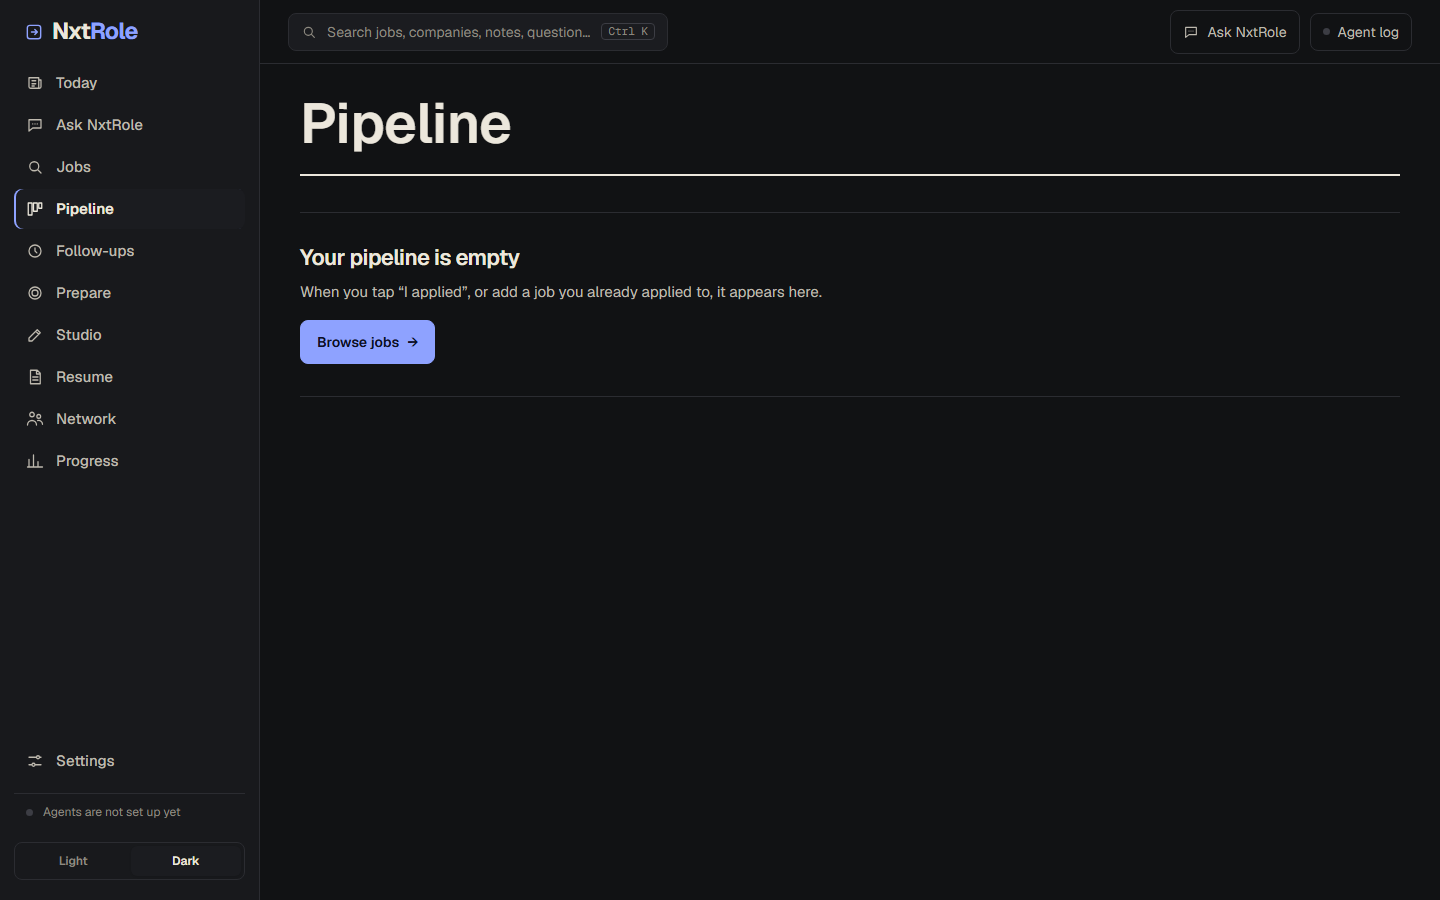 NxtRole
Today
Ask NxtRole
Jobs
Pipeline
Follow-ups
Prepare
Studio
Resume
Network
Progress
Settings
Agents are not set up yet
Light Dark
Search jobs, companies, notes, question... Ctrl K
Ask NxtRole
Agent log
Pipeline
Your pipeline is empty
When you tap “I applied”, or add a job you already applied to, it appears here.
Browse jobs →